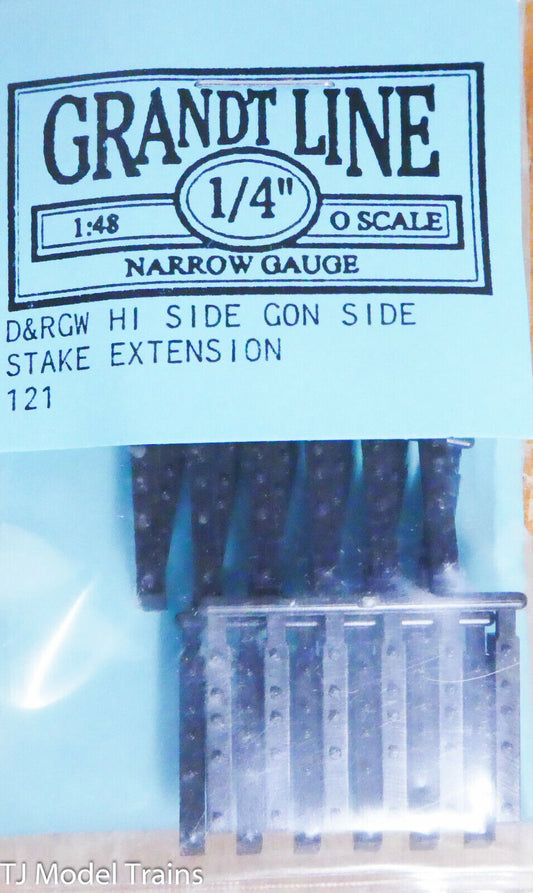 GRANDT LINE
1:48 1/4" O SCALE
NARROW GAUGE
D&RGW HI SIDE GON SIDE
STAKE EXTENSION
121
TJ Model Trains